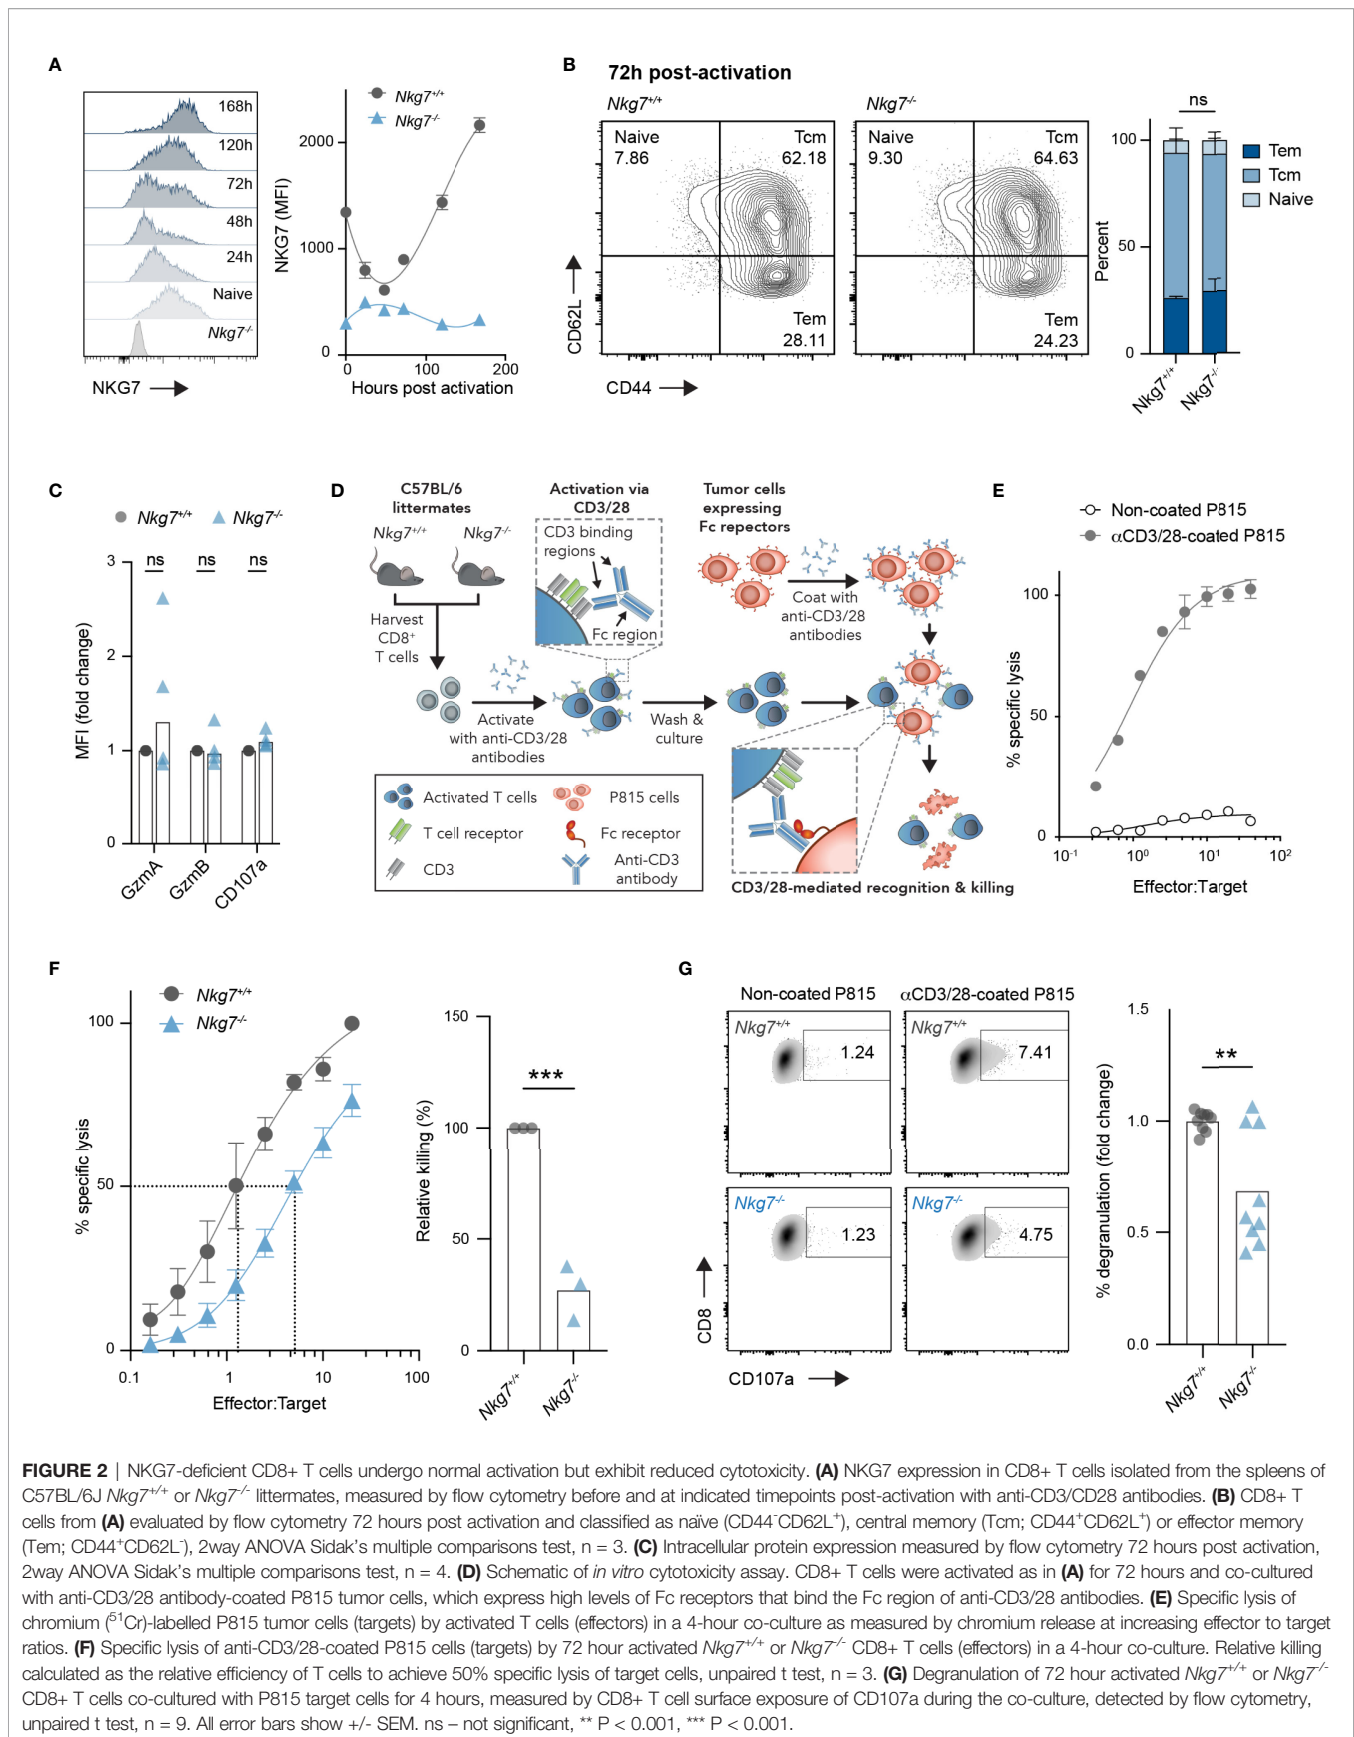 A
168h
120h
72h
48h
24h
Naive
Nkg7-/-
NKG7
Nkg7+/+
Nkg7-/-
NKG7 (MFI)
2000
1000
0
0 100 200
Hours post activation
B
72h post-activation
Nkg7+/+
Nkg7-/-
Naive
7.86
Tcm
62.18
Tem
28.11
Naive
9.30
Tcm
64.63
Tem
24.23
CD62L
CD44
ns
Percent
100
50
0
Nkg7+/+
Nkg7-/-
Tem
Tcm
Naive
C
Nkg7+/+
Nkg7-/-
MFI (fold change)
3
2
1
0
ns ns ns
GzmA
GzmB
CD107a
D
C57BL/6
littermates
Nkg7+/+
Nkg7-/-
Harvest
CD8+
T cells
Activation via
CD3/28
CD3 binding
regions
Fc region
Tumor cells
expressing
Fc repectors
Coat with
anti-CD3/28
antibodies
Activate
with anti-CD3/28
antibodies
Wash &
culture
Activated T cells
P815 cells
T cell receptor
Fc receptor
CD3
Anti-CD3
antibody
CD3/28-mediated recognition & killing
E
Non-coated P815
αCD3/28-coated P815
% specific lysis
100
50
0
10-1 100 101 102
Effector:Target
F
Nkg7+/+
Nkg7-/-
% specific lysis
100
50
0
0.1 1 10 100
Effector:Target
Relative killing (%)
150
100
50
0
***
Nkg7+/+
Nkg7-/-
G
Non-coated P815
αCD3/28-coated P815
Nkg7+/+
1.24
Nkg7+/+
7.41
Nkg7-/-
1.23
Nkg7-/-
4.75
CD8
CD107a
% degranulation (fold change)
1.5
1.0
0.5
0.0
**
Nkg7+/+
Nkg7-/-
FIGURE 2 | NKG7-deficient CD8+ T cells undergo normal activation but exhibit reduced cytotoxicity. (A) NKG7 expression in CD8+ T cells isolated from the spleens of
C57BL/6J Nkg7+/+ or Nkg7-/- littermates, measured by flow cytometry before and at indicated timepoints post-activation with anti-CD3/CD28 antibodies. (B) CD8+ T
cells from (A) evaluated by flow cytometry 72 hours post activation and classified as naïve (CD44-CD62L+), central memory (Tcm; CD44+CD62L+) or effector memory
(Tem; CD44+CD62L-), 2way ANOVA Sidak's multiple comparisons test, n = 3. (C) Intracellular protein expression measured by flow cytometry 72 hours post activation,
2way ANOVA Sidak's multiple comparisons test, n = 4. (D) Schematic of in vitro cytotoxicity assay. CD8+ T cells were activated as in (A) for 72 hours and co-cultured
with anti-CD3/28 antibody-coated P815 tumor cells, which express high levels of Fc receptors that bind the Fc region of anti-CD3/28 antibodies. (E) Specific lysis of
chromium (51Cr)-labelled P815 tumor cells (targets) by activated T cells (effectors) in a 4-hour co-culture as measured by chromium release at increasing effector to target
ratios. (F) Specific lysis of anti-CD3/28-coated P815 cells (targets) by 72 hour activated Nkg7+/+ or Nkg7-/- CD8+ T cells (effectors) in a 4-hour co-culture. Relative killing
calculated as the relative efficiency of T cells to achieve 50% specific lysis of target cells, unpaired t test, n = 3. (G) Degranulation of 72 hour activated Nkg7+/+ or Nkg7-/-
CD8+ T cells co-cultured with P815 target cells for 4 hours, measured by CD8+ T cell surface exposure of CD107a during the co-culture, detected by flow cytometry,
unpaired t test, n = 9. All error bars show +/- SEM. ns – not significant, ** P < 0.001, *** P < 0.001.